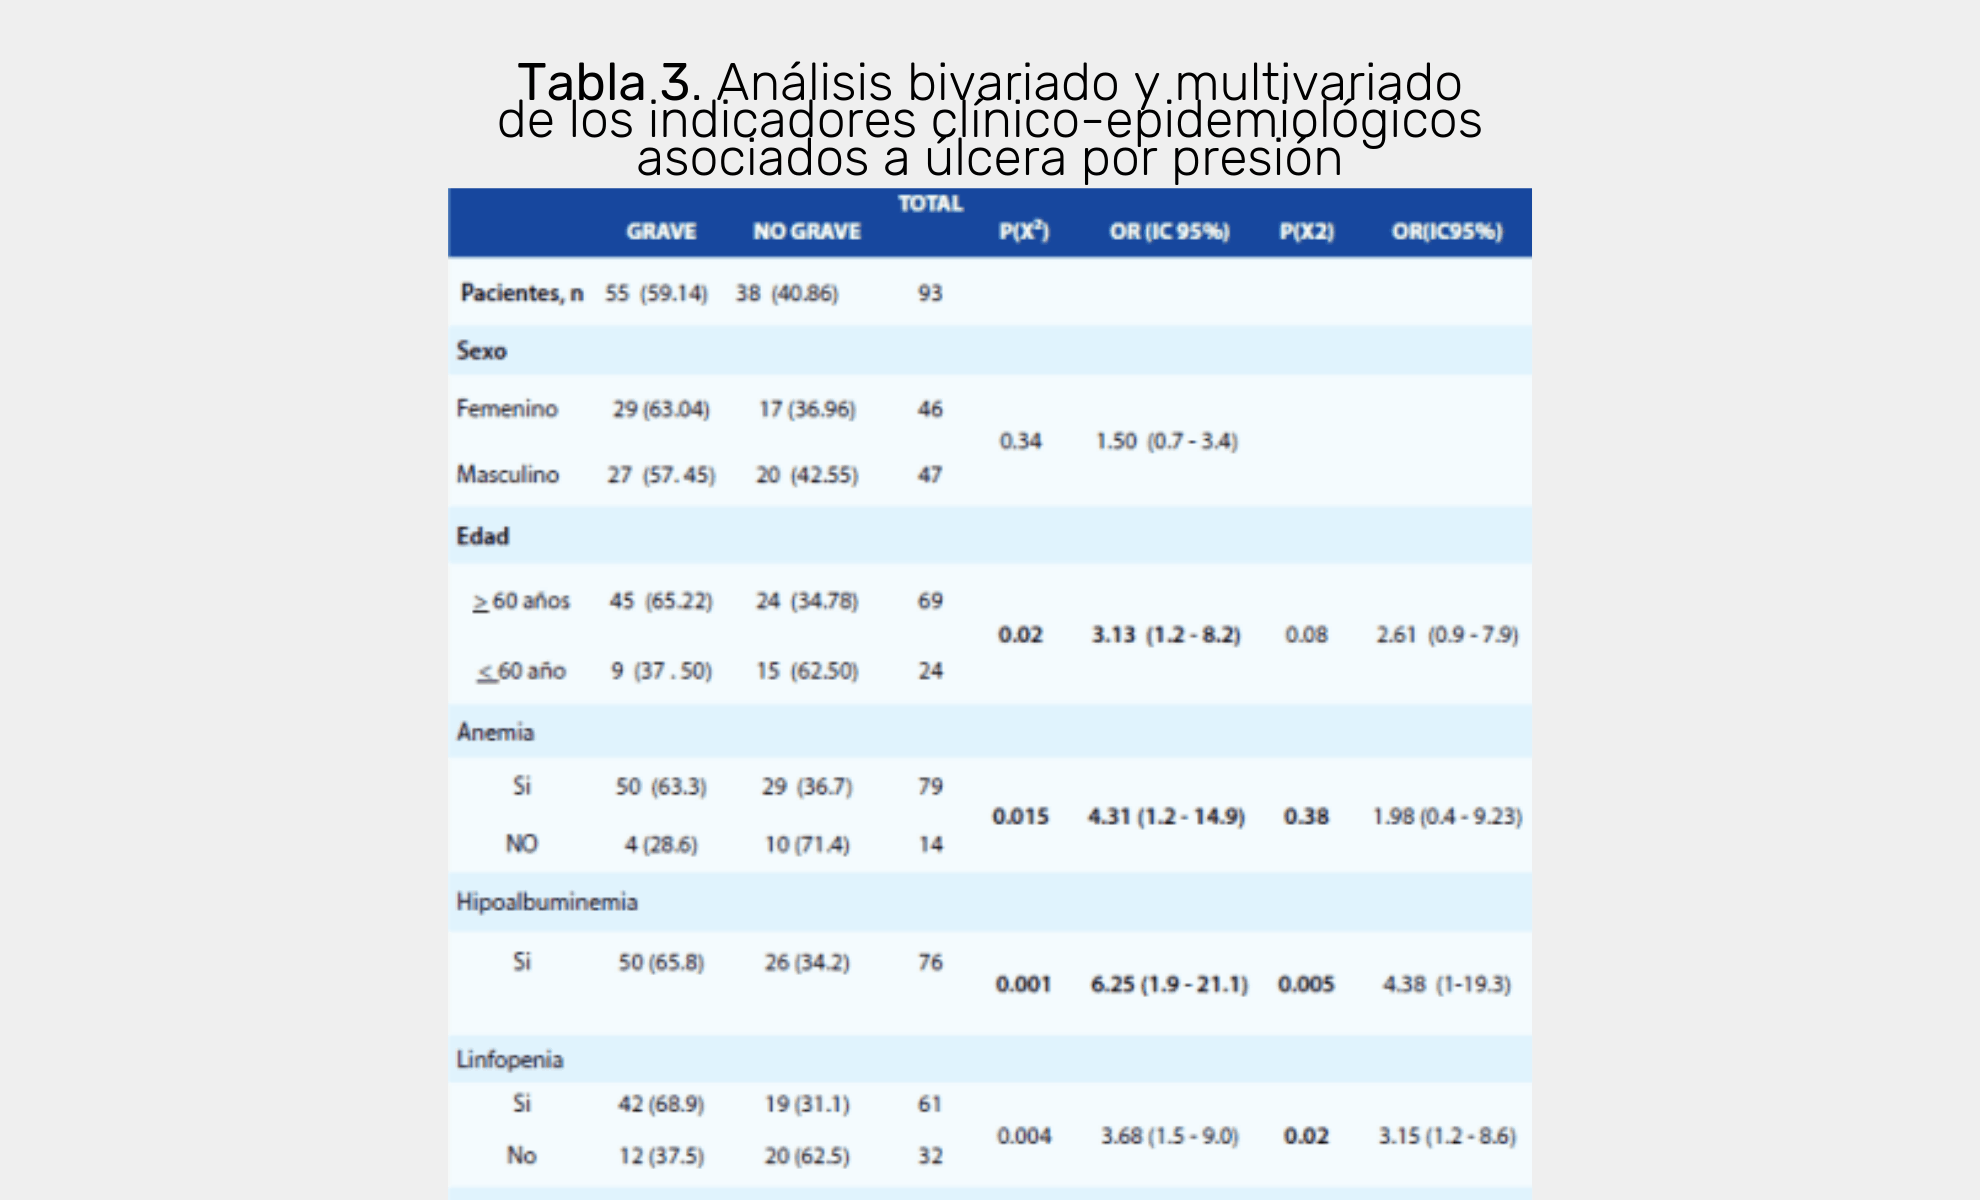 Tabla 3. Análisis bivariado y multivariado
de los indicadores clínico-epidemiológicos
asociados a úlcera por presión
GRAVE NO GRAVE TOTAL P(X²) OR (IC 95%) P(X2) OR(IC95%)
Pacientes, n 55 (59.14) 38 (40.86) 93
Sexo
Femenino 29 (63.04) 17 (36.96) 46
0.34 1.50 (0.7 - 3.4)
Masculino 27 (57.45) 20 (42.55) 47
Edad
≥ 60 años 45 (65.22) 24 (34.78) 69
0.02 3.13 (1.2 - 8.2) 0.08 2.61 (0.9 - 7.9)
≤ 60 año 9 (37.50) 15 (62.50) 24
Anemia
Si 50 (63.3) 29 (36.7) 79
0.015 4.31 (1.2 - 14.9) 0.38 1.98 (0.4 - 9.23)
NO 4 (28.6) 10 (71.4) 14
Hipoalbuminemia
Si 50 (65.8) 26 (34.2) 76
0.001 6.25 (1.9 - 21.1) 0.005 4.38 (1-19.3)
Linfopenia
Si 42 (68.9) 19 (31.1) 61
0.004 3.68 (1.5 - 9.0) 0.02 3.15 (1.2 - 8.6)
No 12 (37.5) 20 (62.5) 32